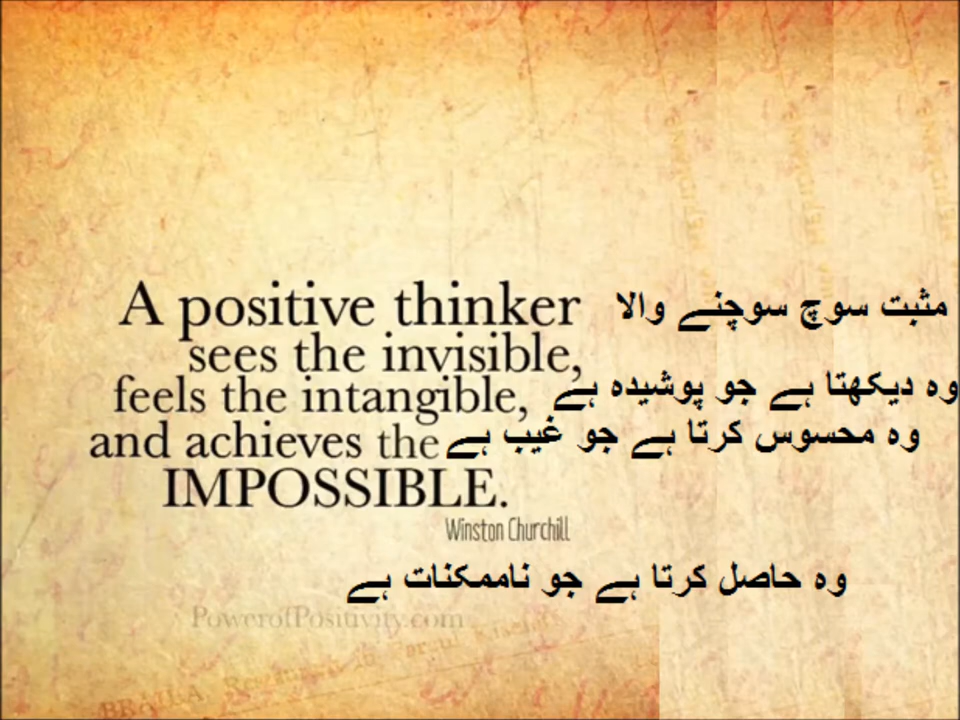 A positive thinker
sees the invisible,
feels the intangible,
and achieves the
IMPOSSIBLE.
Winston Churchill
مثبت سوچ سوچنے والا
وہ دیکھتا ہے جو پوشیدہ ہے
وہ محسوس کرتا ہے جو غیب ہے
وہ حاصل کرتا ہے جو ناممکنات ہے
PowerofPositivity.com
BRAILA